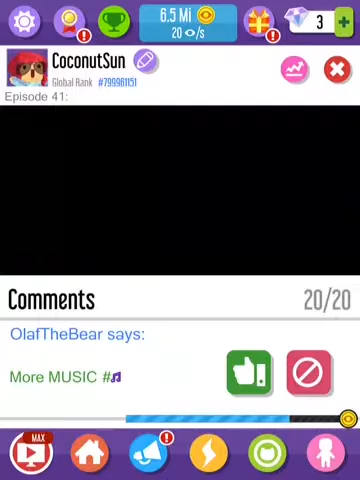 6.5 Mi
20 /s
3
CoconutSun
Global Rank #799961151
Episode 41:
Comments 20/20
OlafTheBear says:
More MUSIC #
MAX